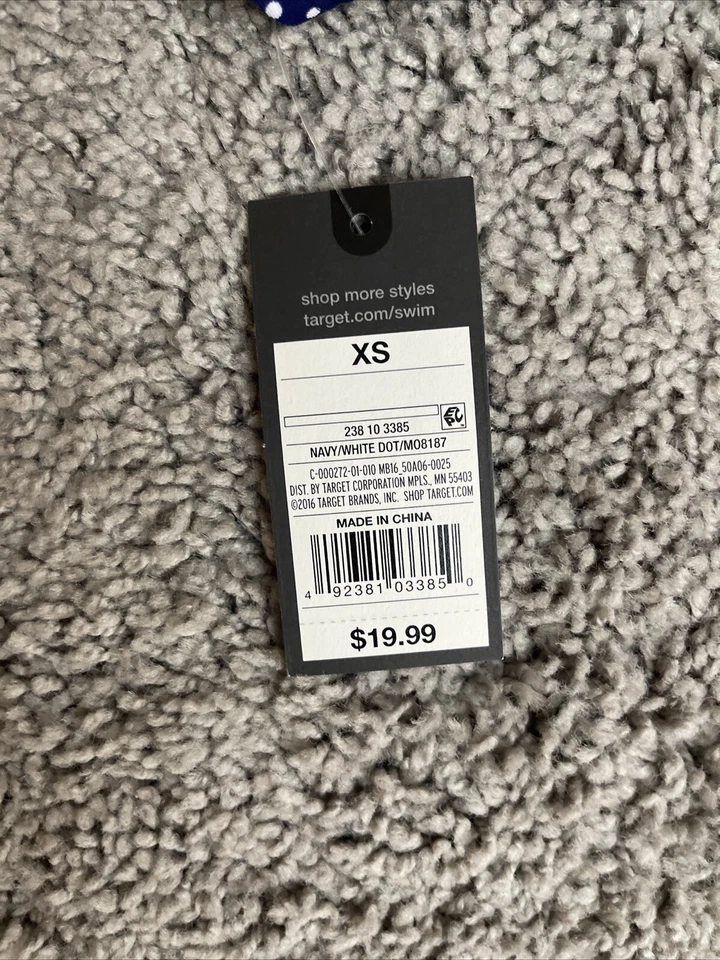 shop more styles
target.com/swim
XS
238 10 3385
NAVY/WHITE DOT/MO8187
C-000272-01-010 MB16_50A06-0025
DIST. BY TARGET CORPORATION MPLS., MN 55403
©2016 TARGET BRANDS, INC. SHOP TARGET.COM
MADE IN CHINA
4 92381 03385 0
$19.99